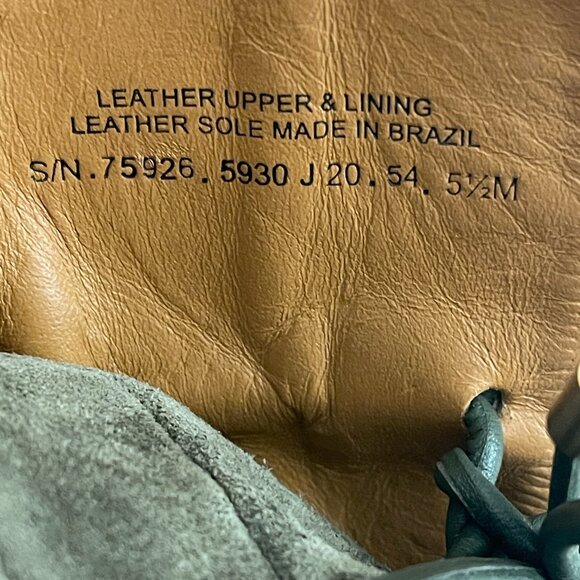 LEATHER UPPER & LINING
LEATHER SOLE MADE IN BRAZIL
S/N.75926.5930 J 20.54. 5½M